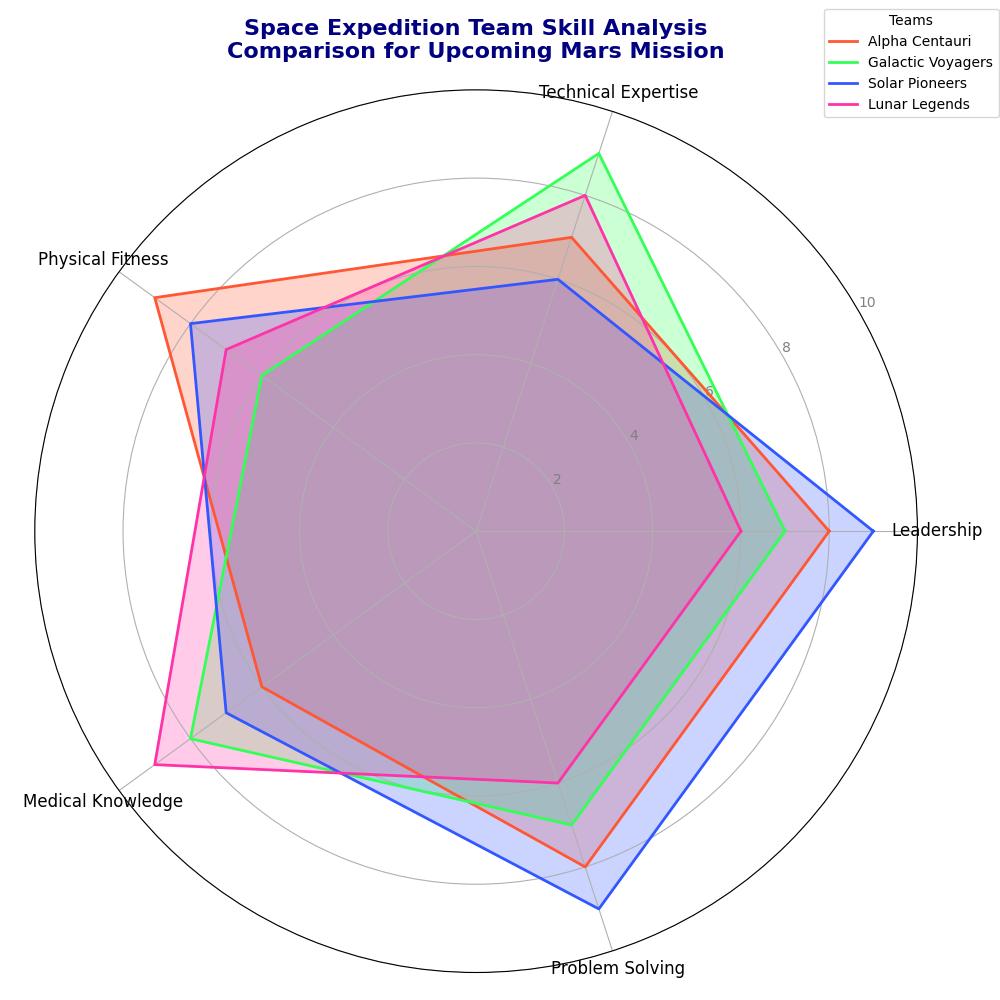 Space Expedition Team Skill Analysis
Comparison for Upcoming Mars Mission
Teams
Alpha Centauri
Galactic Voyagers
Solar Pioneers
Lunar Legends
Technical Expertise
Physical Fitness
10
8
6
4
2
Leadership
Medical Knowledge
Problem Solving